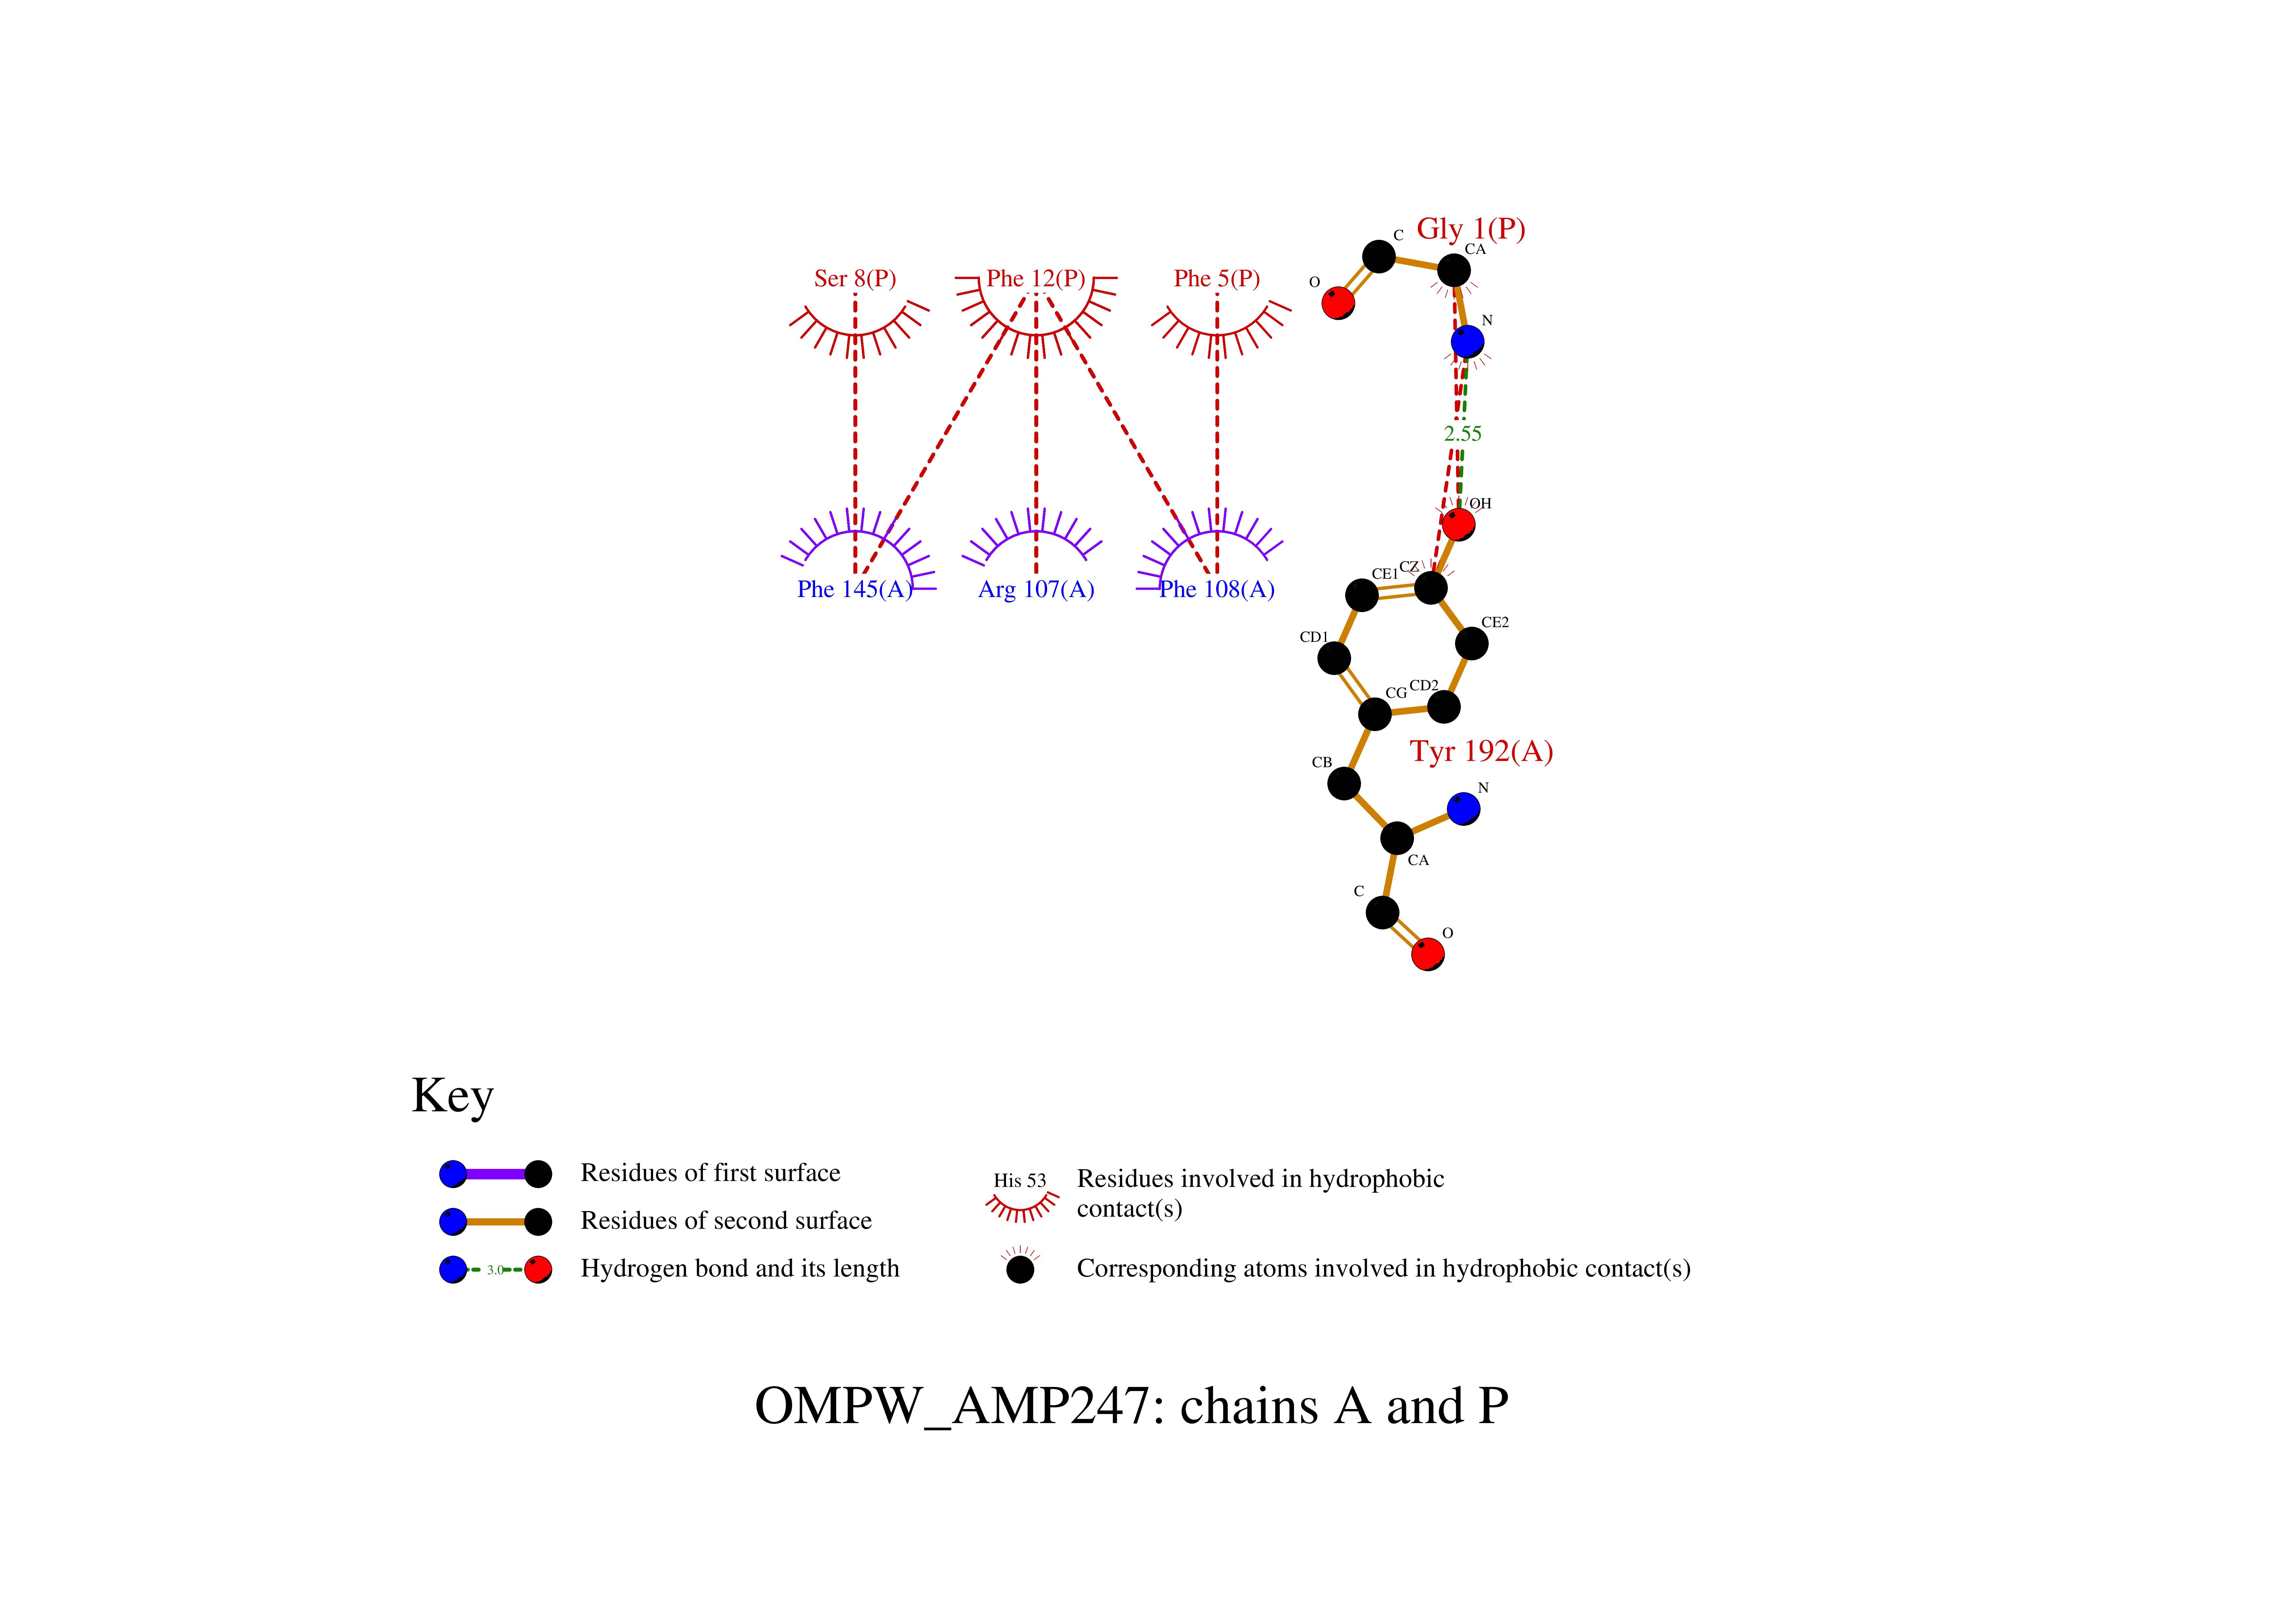 Gly 1(P)
C
CA
O
N
Ser 8(P)
Phe 12(P)
Phe 5(P)
2.55
OH
Phe 145(A)
Arg 107(A)
Phe 108(A)
CE1
CZ
CE2
CD1
CG
CD2
Tyr 192(A)
CB
N
CA
C
O
Key
Residues of first surface
Residues of second surface
3.0
Hydrogen bond and its length
His 53
Residues involved in hydrophobic
contact(s)
Corresponding atoms involved in hydrophobic contact(s)
OMPW_AMP247: chains A and P